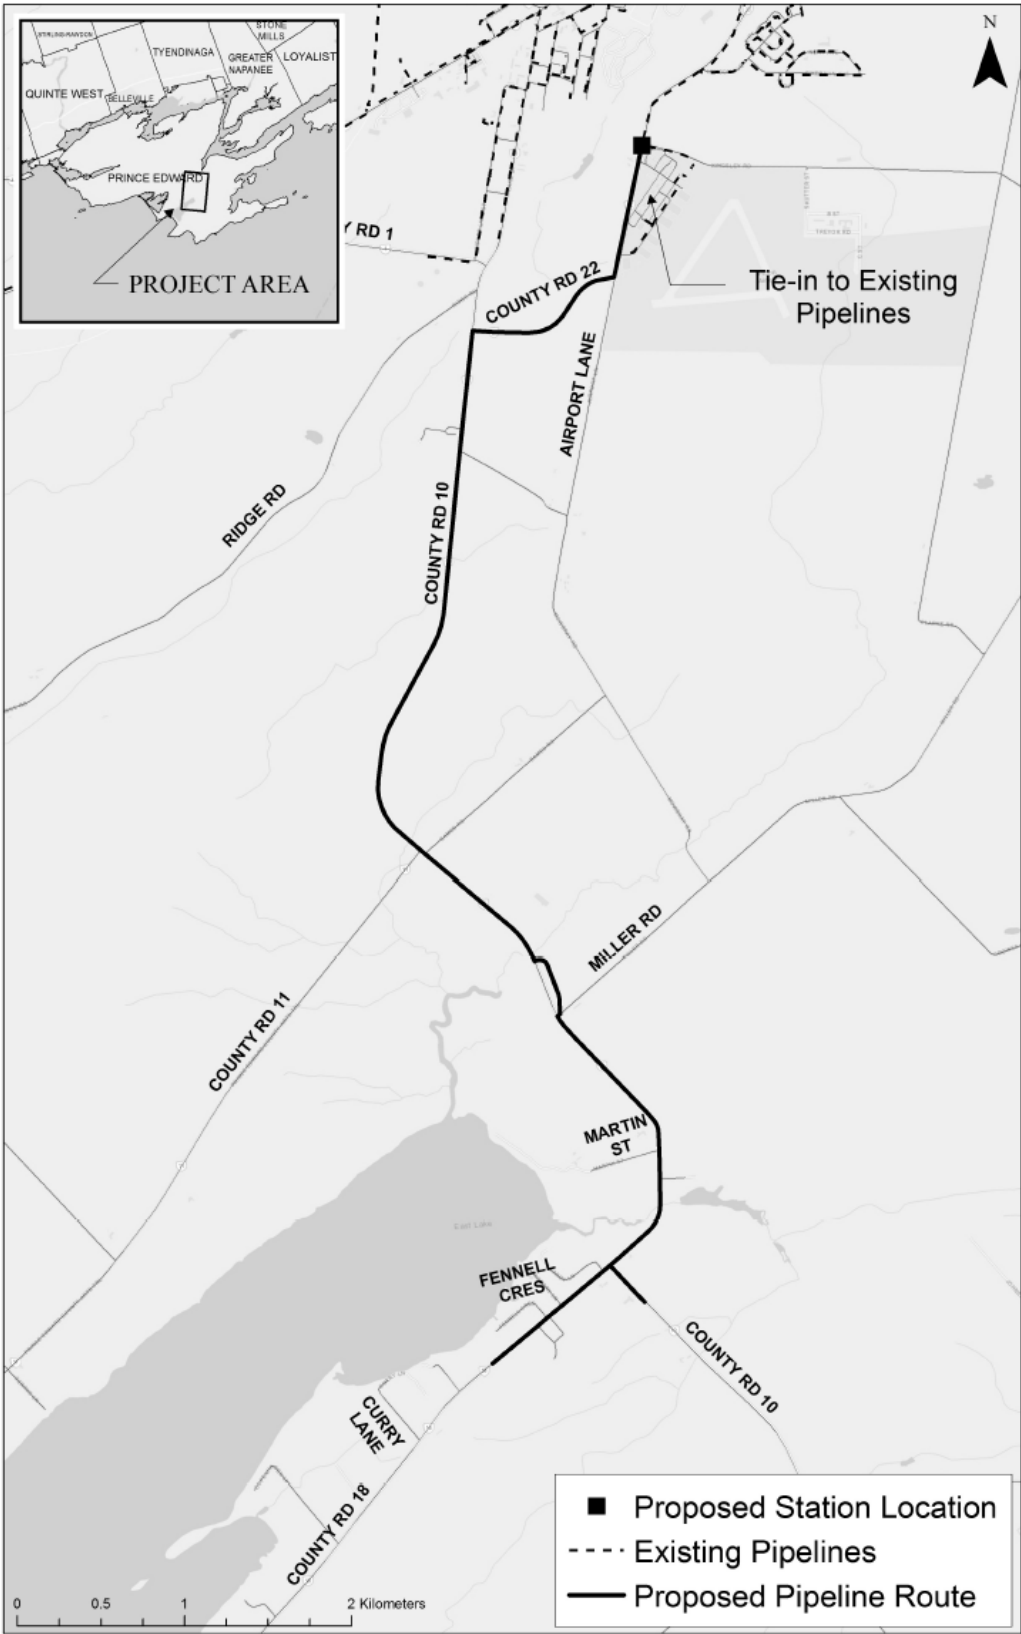 STIRLING-RAWDON
STONE
MILLS
TYENDINAGA
GREATER
NAPANEE
LOYALIST
QUINTE WEST
BELLEVILLE
PRINCE EDWARD
PROJECT AREA
N
Y RD 1
COUNTY RD 22
Tie-in to Existing
Pipelines
AIRPORT LANE
RIDGE RD
COUNTY RD 10
MILLER RD
COUNTY RD 11
MARTIN
ST
East Lake
FENNELL
CRES
COUNTY RD 10
CURRY
LANE
COUNTY RD 18
Proposed Station Location
Existing Pipelines
Proposed Pipeline Route
0 0.5 1 2 Kilometers